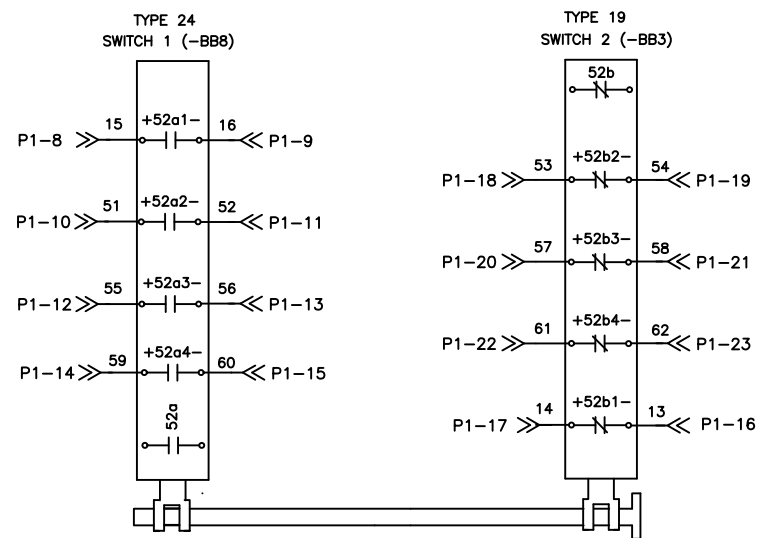 TYPE 24
SWITCH 1 (-BB8)
P1-8 15 +52a1- 16 P1-9
P1-10 51 +52a2- 52 P1-11
P1-12 55 +52a3- 56 P1-13
P1-14 59 +52a4- 60 P1-15
52a
TYPE 19
SWITCH 2 (-BB3)
52b
P1-18 53 +52b2- 54 P1-19
P1-20 57 +52b3- 58 P1-21
P1-22 61 +52b4- 62 P1-23
P1-17 14 +52b1- 13 P1-16